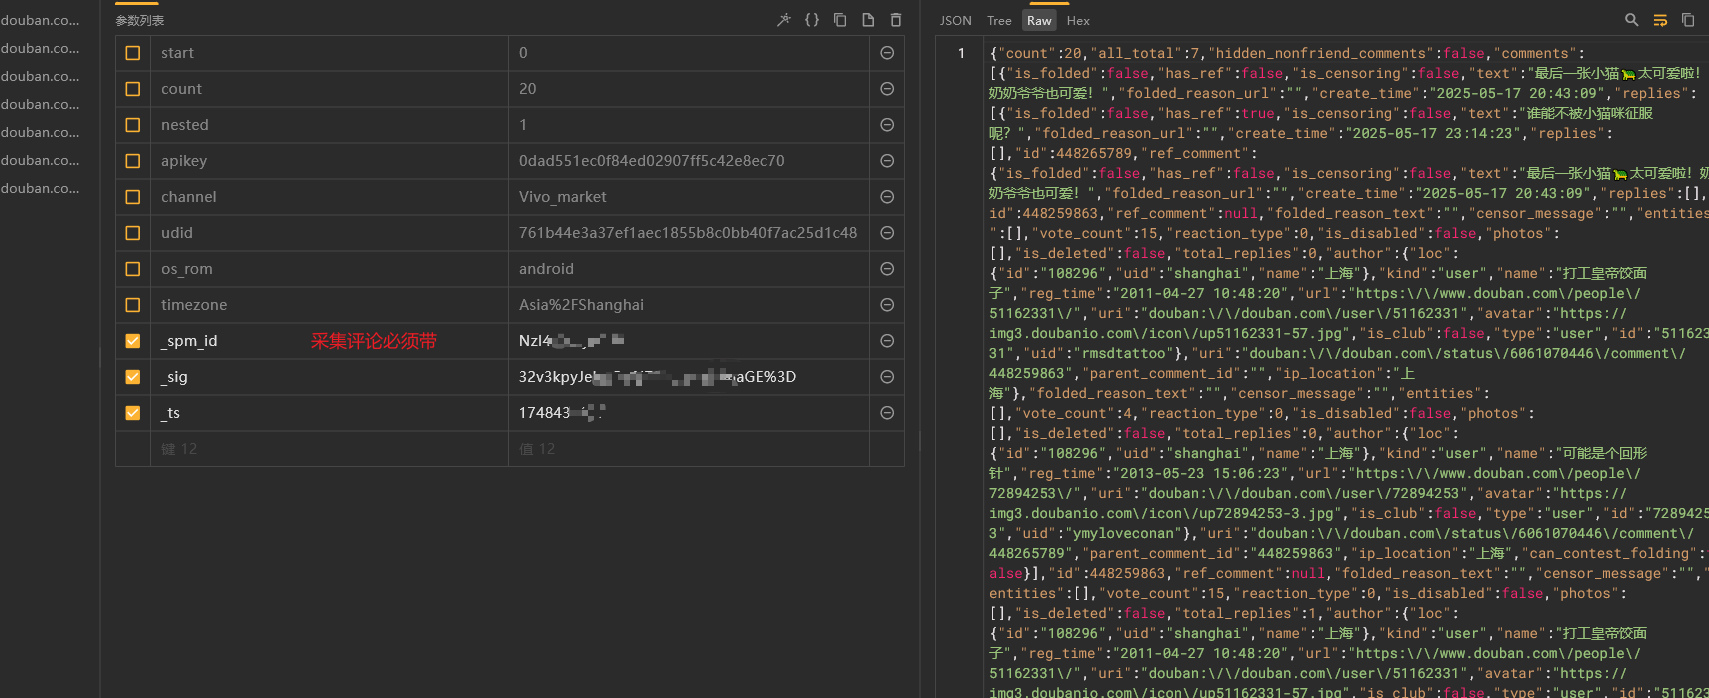 douban.co...
douban.co...
douban.co...
douban.co...
douban.co...
douban.co...
douban.co...
参数列表
start 0
count 20
nested 1
apikey 0dad551ec0f84ed02907ff5c42e8ec70
channel Vivo_market
udid 761b44e3a37ef1aec1855b8c0bb40f7ac25d1c48
os_rom android
timezone Asia%2FShanghai
_spm_id 采集评论必须带 NzI4
_sig 32v3kpyJe aGE%3D
_ts 174843
键 12 值 12
JSON Tree Raw Hex
1
{"count":20,"all_total":7,"hidden_nonfriend_comments":false,"comments":
[{"is_folded":false,"has_ref":false,"is_censoring":false,"text":"最后一张小猫🐅太可爱啦!
奶奶爷爷也可爱! ","folded_reason_url":"","create_time":"2025-05-17 20:43:09","replies":
[{"is_folded":false,"has_ref":true,"is_censoring":false,"text":"谁能不被小猫咪征服
呢? ","folded_reason_url":"","create_time":"2025-05-17 23:14:23","replies":
[],"id":448265789,"ref_comment":
{"is_folded":false,"has_ref":false,"is_censoring":false,"text":"最后一张小猫🐅太可爱啦! 奶
奶爷爷也可爱! ","folded_reason_url":"","create_time":"2025-05-17 20:43:09","replies":[],
id":448259863,"ref_comment":null,"folded_reason_text":"","censor_message":"","entities
":[],"vote_count":15,"reaction_type":0,"is_disabled":false,"photos":
[],"is_deleted":false,"total_replies":0,"author":{"loc":
{"id":"108296","uid":"shanghai","name":"上海"},"kind":"user","name":"打工皇帝饺面
子","reg_time":"2011-04-27 10:48:20","url":"https:\/\/www.douban.com\/people\/
51162331\/","uri":"douban:\/\/douban.com\/user\/51162331","avatar":"https:\/\/
img3.doubanio.com\/icon\/up51162331-57.jpg","is_club":false,"type":"user","id":"511623
31","uid":"rmsdtattoo"},"uri":"douban:\/\/douban.com\/status\/6061070446\/comment\/
448259863","parent_comment_id":"","ip_location":"上
海"},"folded_reason_text":"","censor_message":"","entities":
[],"vote_count":4,"reaction_type":0,"is_disabled":false,"photos":
[],"is_deleted":false,"total_replies":0,"author":{"loc":
{"id":"108296","uid":"shanghai","name":"上海"},"kind":"user","name":"可能是个回形
针","reg_time":"2013-05-23 15:06:23","url":"https:\/\/www.douban.com\/people\/
72894253\/","uri":"douban:\/\/douban.com\/user\/72894253","avatar":"https:\/\/
img3.doubanio.com\/icon\/up72894253-3.jpg","is_club":false,"type":"user","id":"7289425
3","uid":"ymyloveconan"},"uri":"douban:\/\/douban.com\/status\/6061070446\/comment\/
448265789","parent_comment_id":"448259863","ip_location":"上海","can_contest_folding":
alse}],"id":448259863,"ref_comment":null,"folded_reason_text":"","censor_message":"","
entities":[],"vote_count":15,"reaction_type":0,"is_disabled":false,"photos":
[],"is_deleted":false,"total_replies":1,"author":{"loc":
{"id":"108296","uid":"shanghai","name":"上海"},"kind":"user","name":"打工皇帝饺面
子","reg_time":"2011-04-27 10:48:20","url":"https:\/\/www.douban.com\/people\/
51162331\/","uri":"douban:\/\/douban.com\/user\/51162331","avatar":"https:\/\/
img3.doubanio.com\/icon\/up51162331-57.jpg","is_club":false,"type":"user","id":"511623